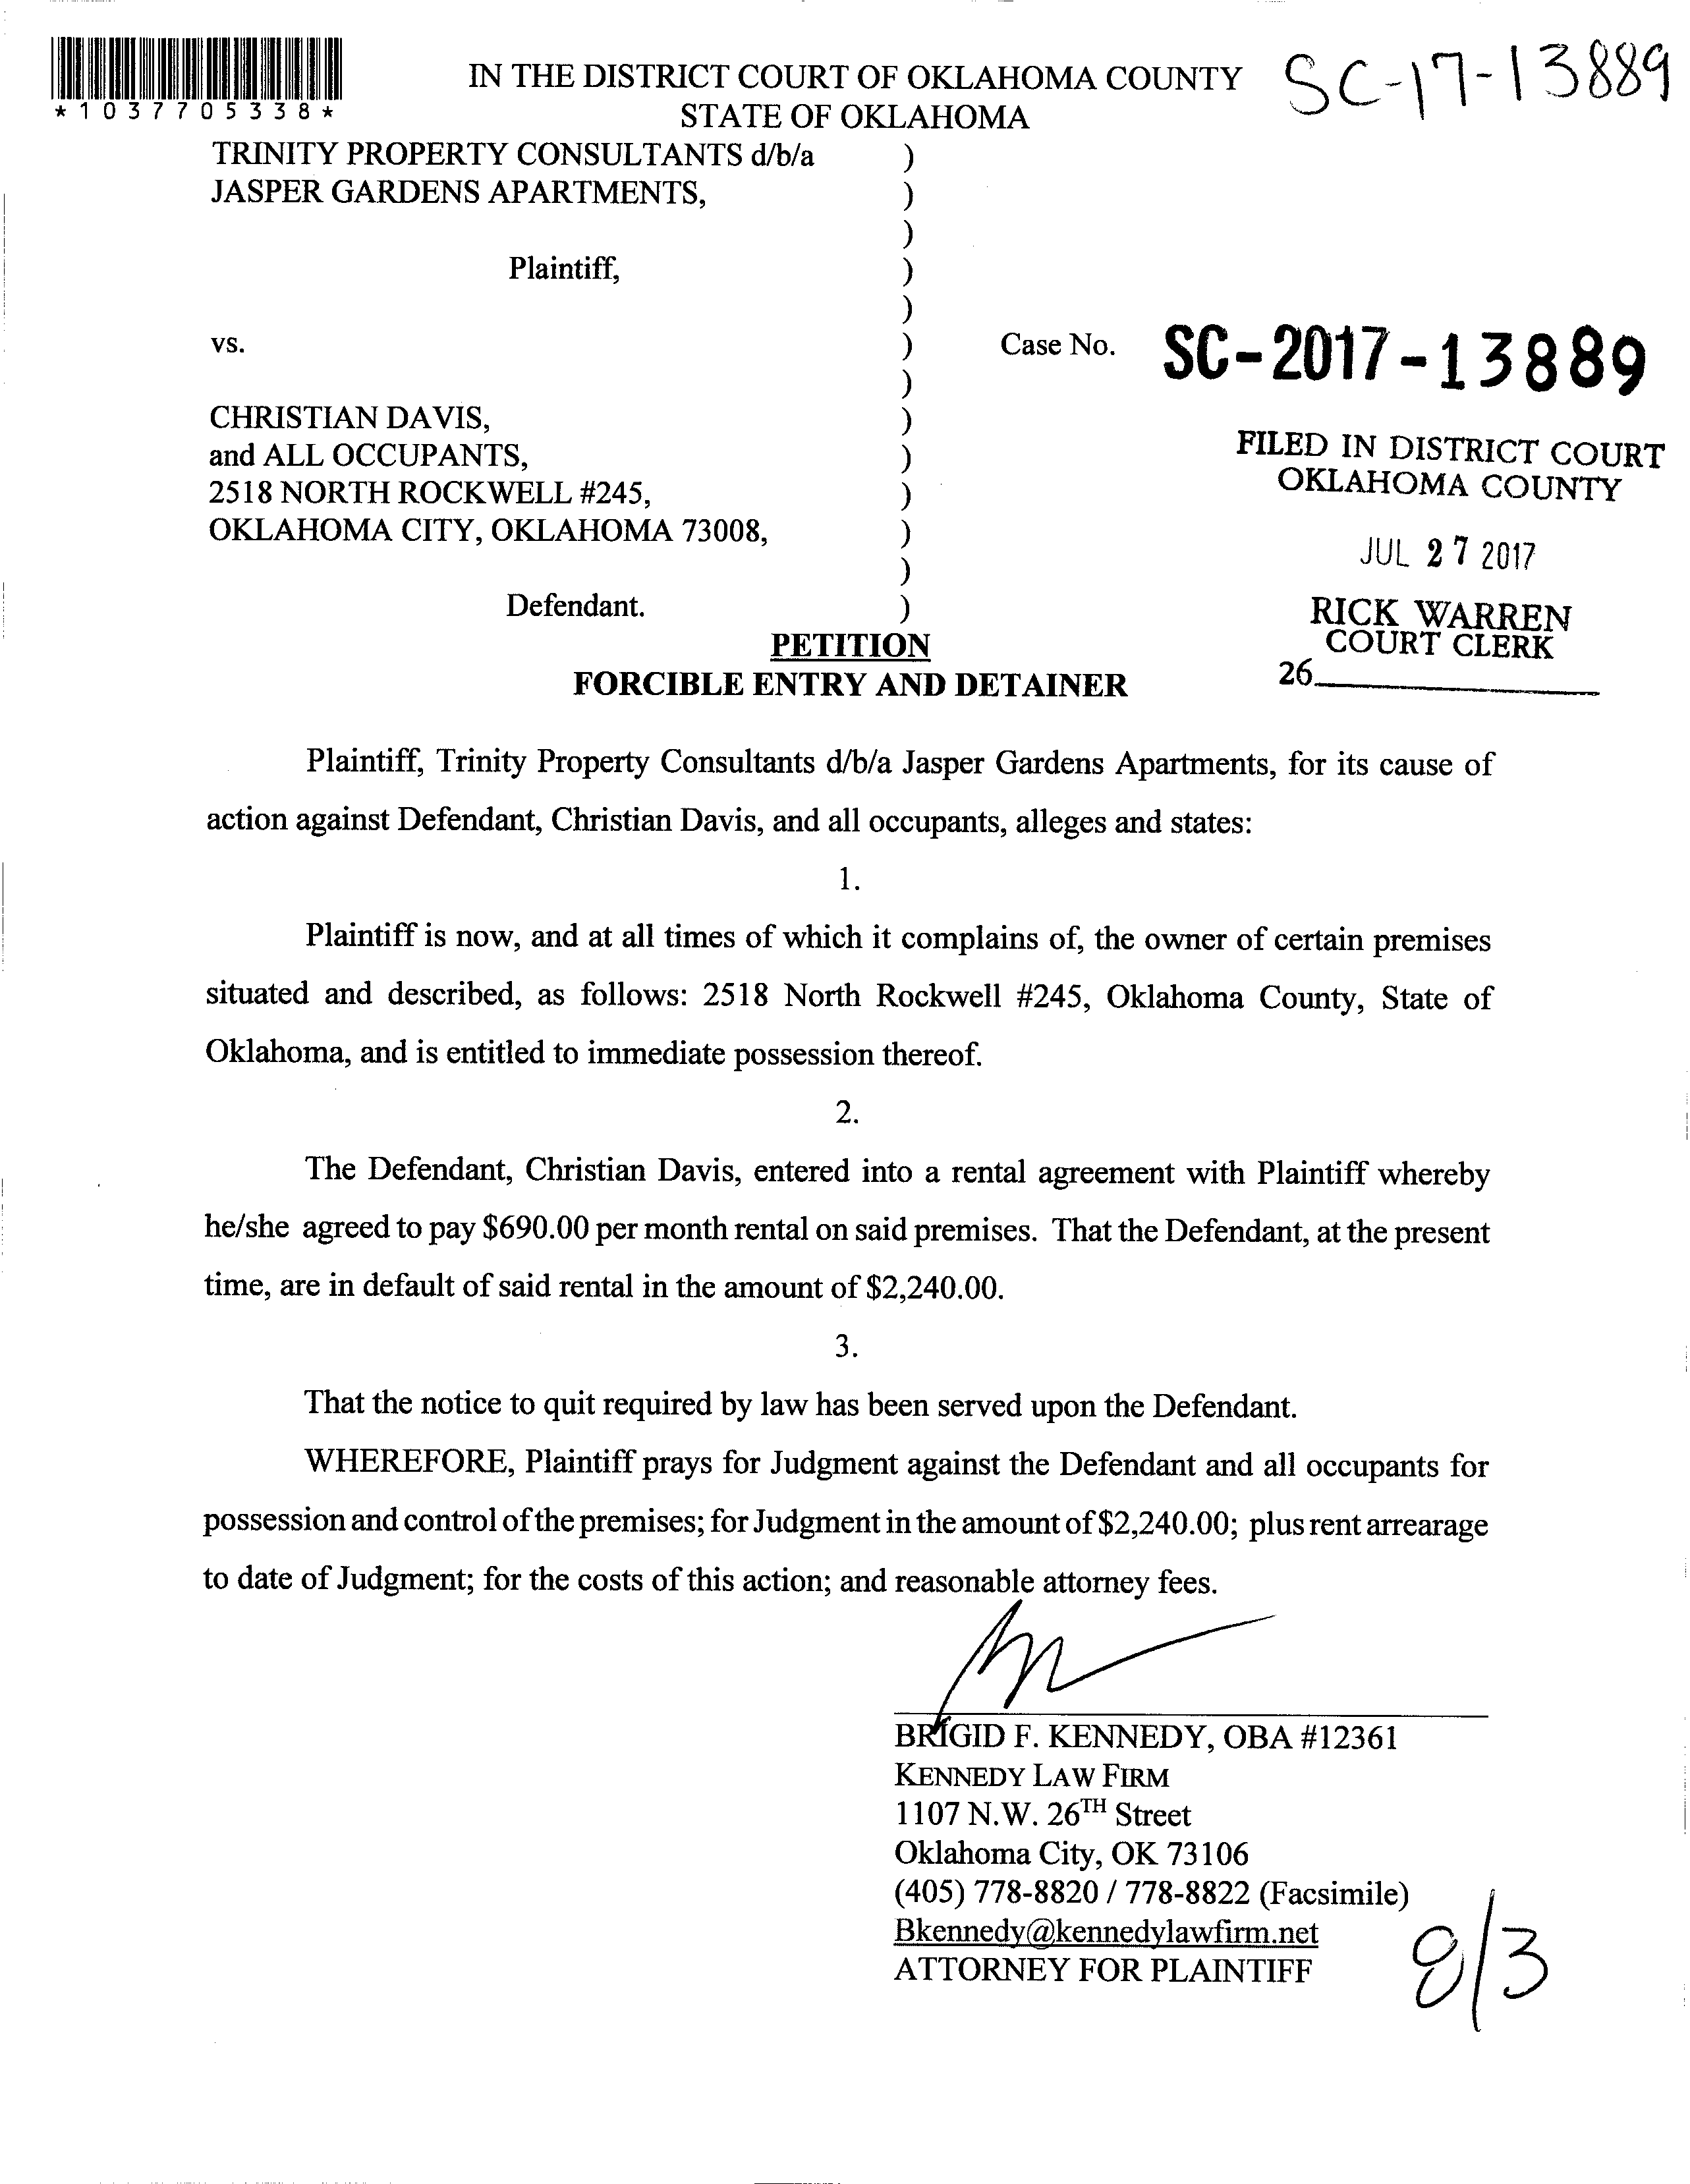 SC-17-13889
*1037705338*
IN THE DISTRICT COURT OF OKLAHOMA COUNTY
STATE OF OKLAHOMA
TRINITY PROPERTY CONSULTANTS d/b/a )
JASPER GARDENS APARTMENTS, )
)
Plaintiff, )
)
vs. ) Case No. SC-2017-13889
)
CHRISTIAN DAVIS, )
and ALL OCCUPANTS, )
2518 NORTH ROCKWELL #245, )
OKLAHOMA CITY, OKLAHOMA 73008, )
)
Defendant. )
FILED IN DISTRICT COURT
OKLAHOMA COUNTY
JUL 27 2017
RICK WARREN
COURT CLERK
26
PETITION
FORCIBLE ENTRY AND DETAINER
Plaintiff, Trinity Property Consultants d/b/a Jasper Gardens Apartments, for its cause of
action against Defendant, Christian Davis, and all occupants, alleges and states:
1.
Plaintiff is now, and at all times of which it complains of, the owner of certain premises
situated and described, as follows: 2518 North Rockwell #245, Oklahoma County, State of
Oklahoma, and is entitled to immediate possession thereof.
2.
The Defendant, Christian Davis, entered into a rental agreement with Plaintiff whereby
he/she agreed to pay $690.00 per month rental on said premises. That the Defendant, at the present
time, are in default of said rental in the amount of $2,240.00.
3.
That the notice to quit required by law has been served upon the Defendant.
WHEREFORE, Plaintiff prays for Judgment against the Defendant and all occupants for
possession and control of the premises; for Judgment in the amount of $2,240.00; plus rent arrearage
to date of Judgment; for the costs of this action; and reasonable attorney fees.
BRIGID F. KENNEDY, OBA #12361
KENNEDY LAW FIRM
1107 N.W. 26TH Street
Oklahoma City, OK 73106
(405) 778-8820 / 778-8822 (Facsimile)
Bkennedy@kennedylawfirm.net
ATTORNEY FOR PLAINTIFF
8/3